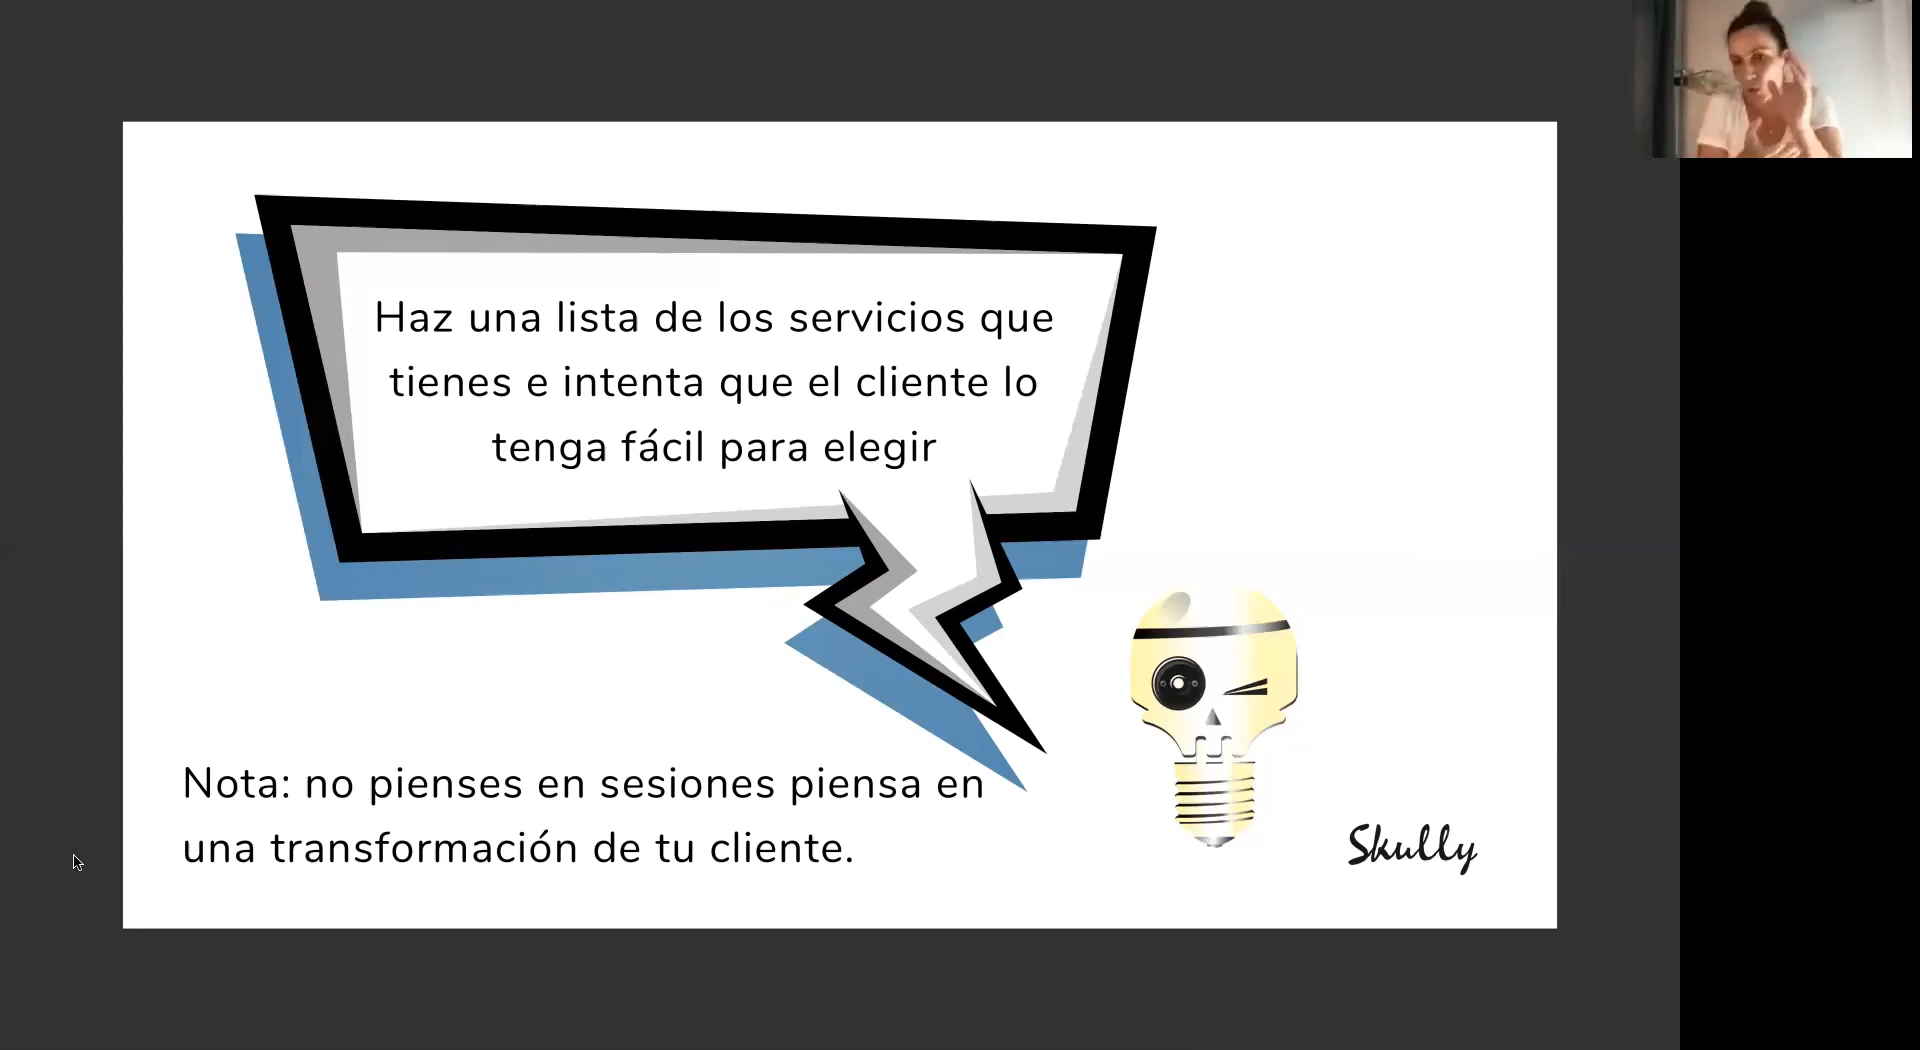 Haz una lista de los servicios que
tienes e intenta que el cliente lo
tenga fácil para elegir
Nota: no pienses en sesiones piensa en
una transformación de tu cliente.
Skully